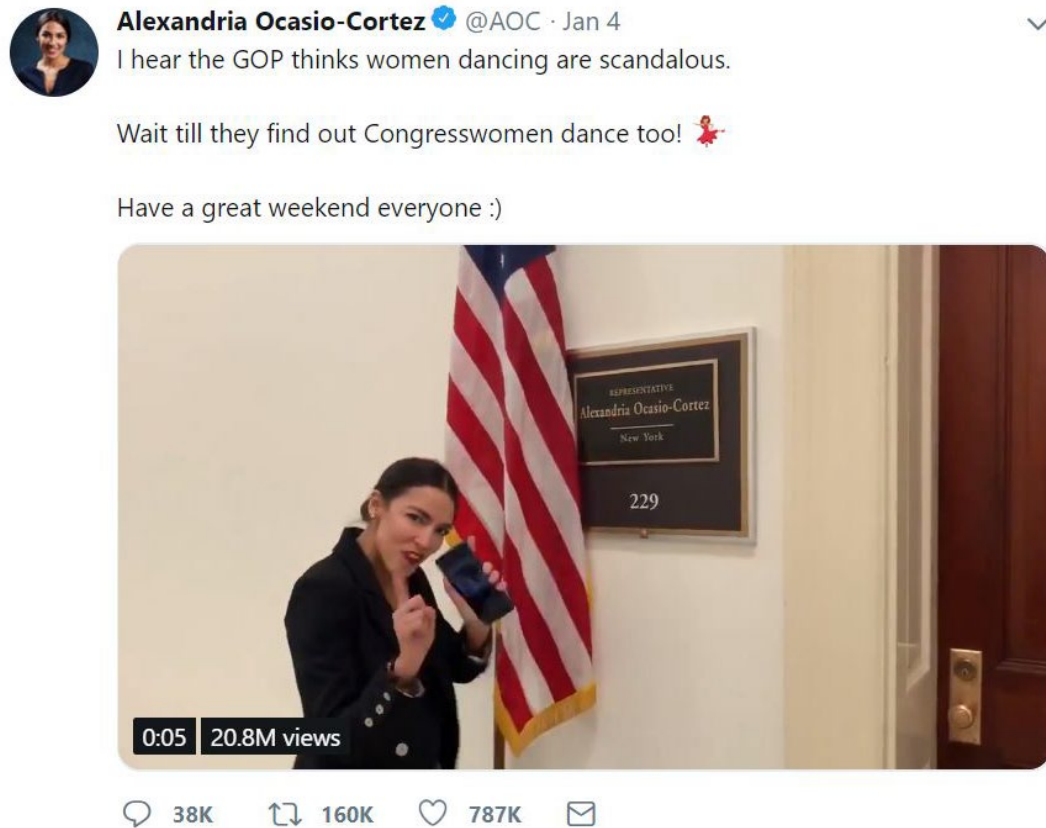 Alexandria Ocasio-Cortez @AOC · Jan 4
I hear the GOP thinks women dancing are scandalous.
Wait till they find out Congresswomen dance too! 💃
Have a great weekend everyone :)
REPRESENTATIVE
Alexandria Ocasio-Cortez
New York
229
0:05 20.8M views
38K 160K 787K